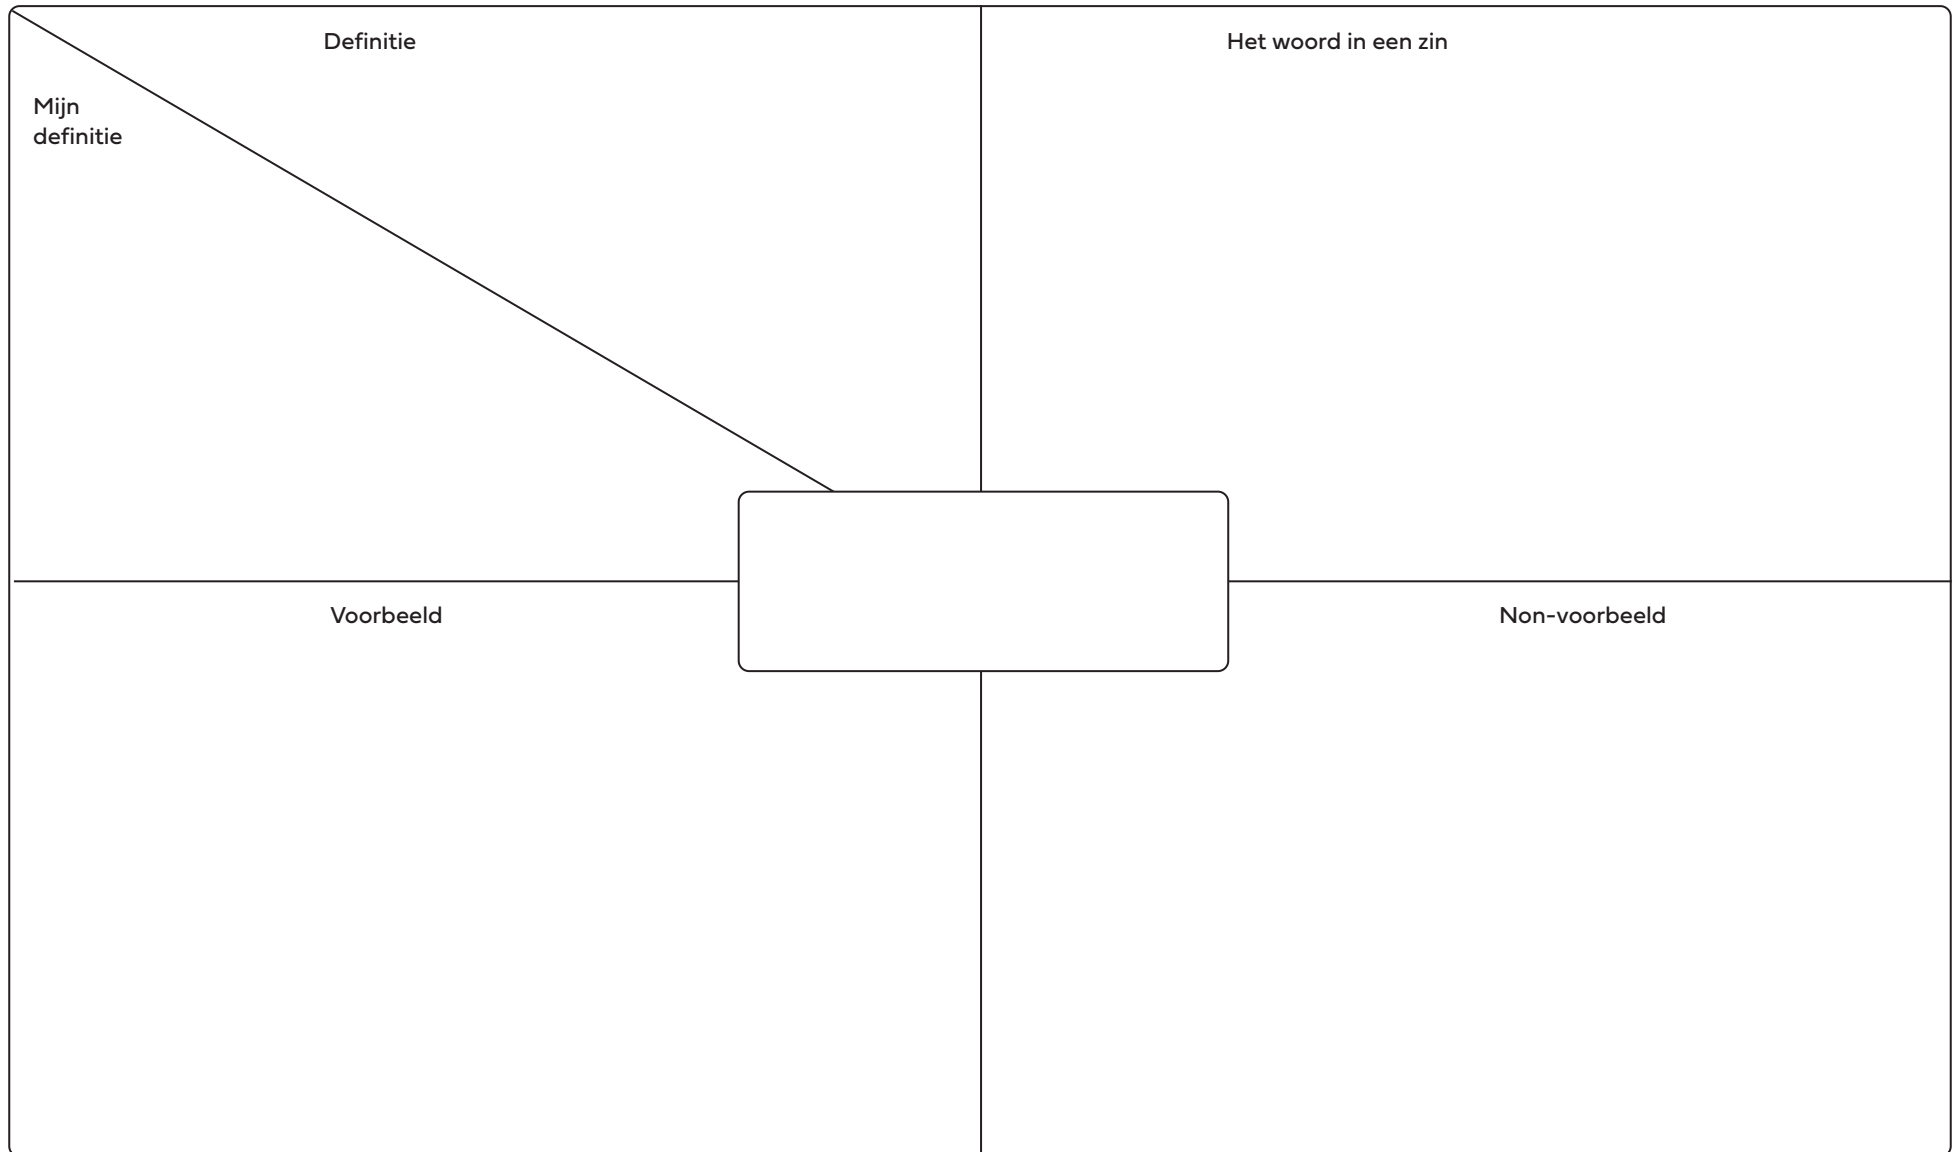 Definitie
Mijn
definitie
Het woord in een zin
Voorbeeld
Non-voorbeeld